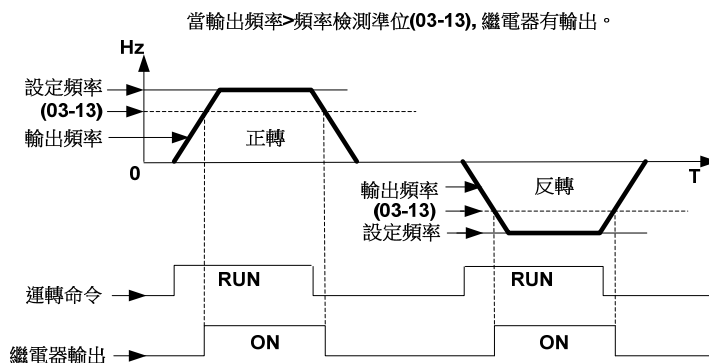 當輸出頻率>頻率檢測準位(03-13), 繼電器有輸出。
Hz
設定頻率
(03-13)
輸出頻率
正轉
0
T
輸出頻率
反轉
(03-13)
設定頻率
運轉命令
RUN
RUN
繼電器輸出
ON
ON